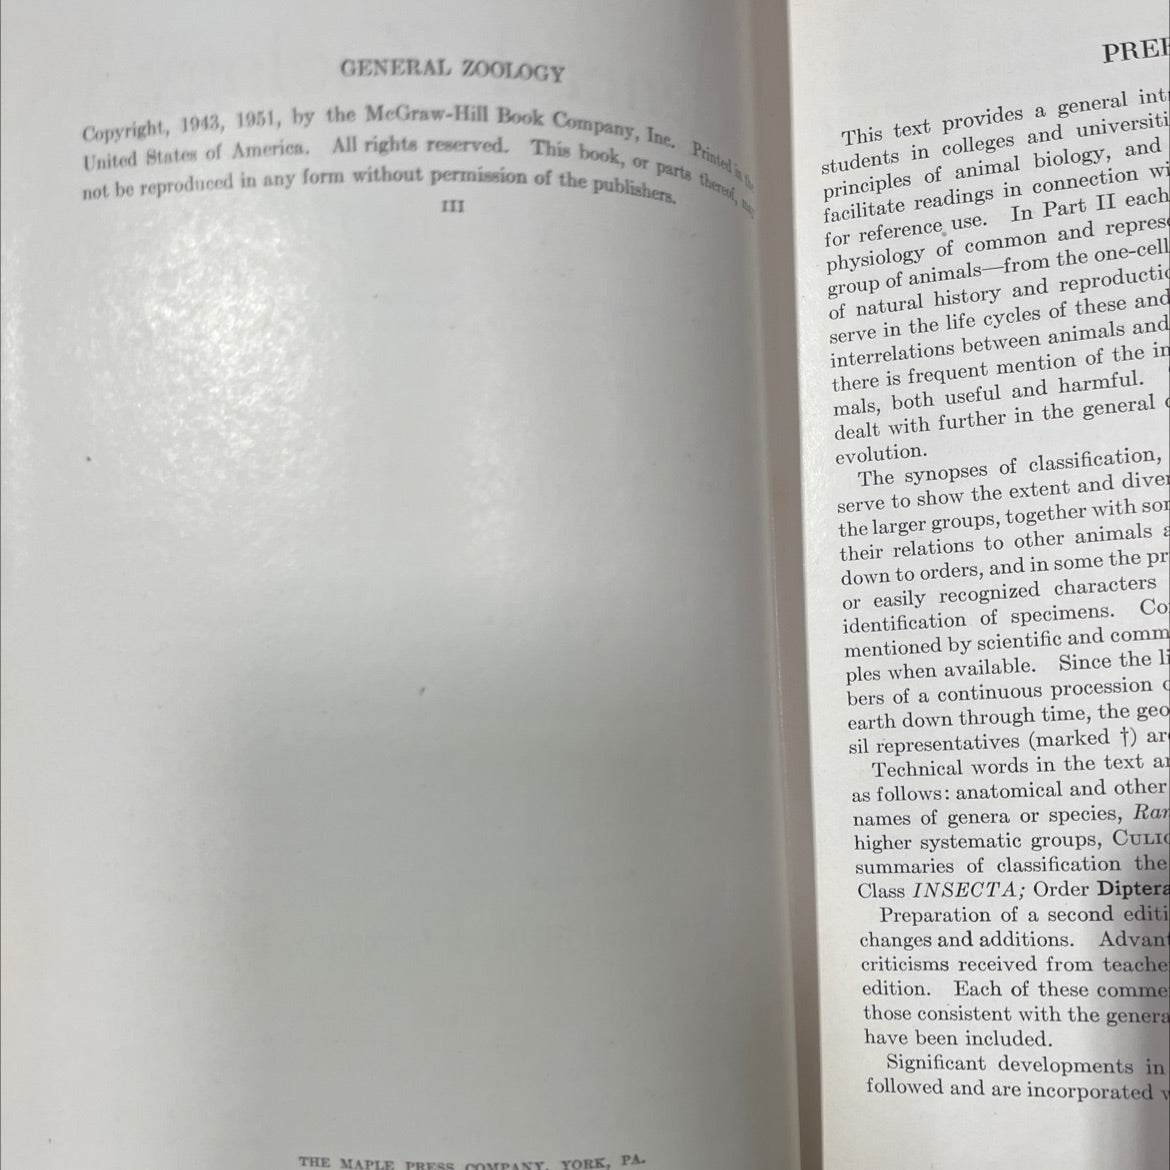 GENERAL ZOOLOGY
Copyright, 1943, 1951, by the McGraw-Hill Book Company, Inc. Printed in the
United States of America. All rights reserved. This book, or parts thereof, may
not be reproduced in any form without permission of the publishers.
III
THE MAPLE PRESS COMPANY, YORK, PA.
PREF
This text provides a general int
students in colleges and universiti
principles of animal biology, and
facilitate readings in connection wi
for reference use. In Part II each
physiology of common and repres
group of animals—from the one-cell
of natural history and reproductio
serve in the life cycles of these and
interrelations between animals and
there is frequent mention of the in
mals, both useful and harmful.
dealt with further in the general
evolution.
The synopses of classification,
serve to show the extent and diver
the larger groups, together with som
their relations to other animals a
down to orders, and in some the pr
or easily recognized characters
identification of specimens. Co
mentioned by scientific and comm
ples when available. Since the li
bers of a continuous procession
earth down through time, the geo
sil representatives (marked †) are
Technical words in the text ar
as follows: anatomical and other
names of genera or species, Ran
higher systematic groups, CULIC
summaries of classification the
Class INSECTA; Order Diptera
Preparation of a second editi
changes and additions. Advant
criticisms received from teache
edition. Each of these comme
those consistent with the genera
have been included.
Significant developments in
followed and are incorporated w